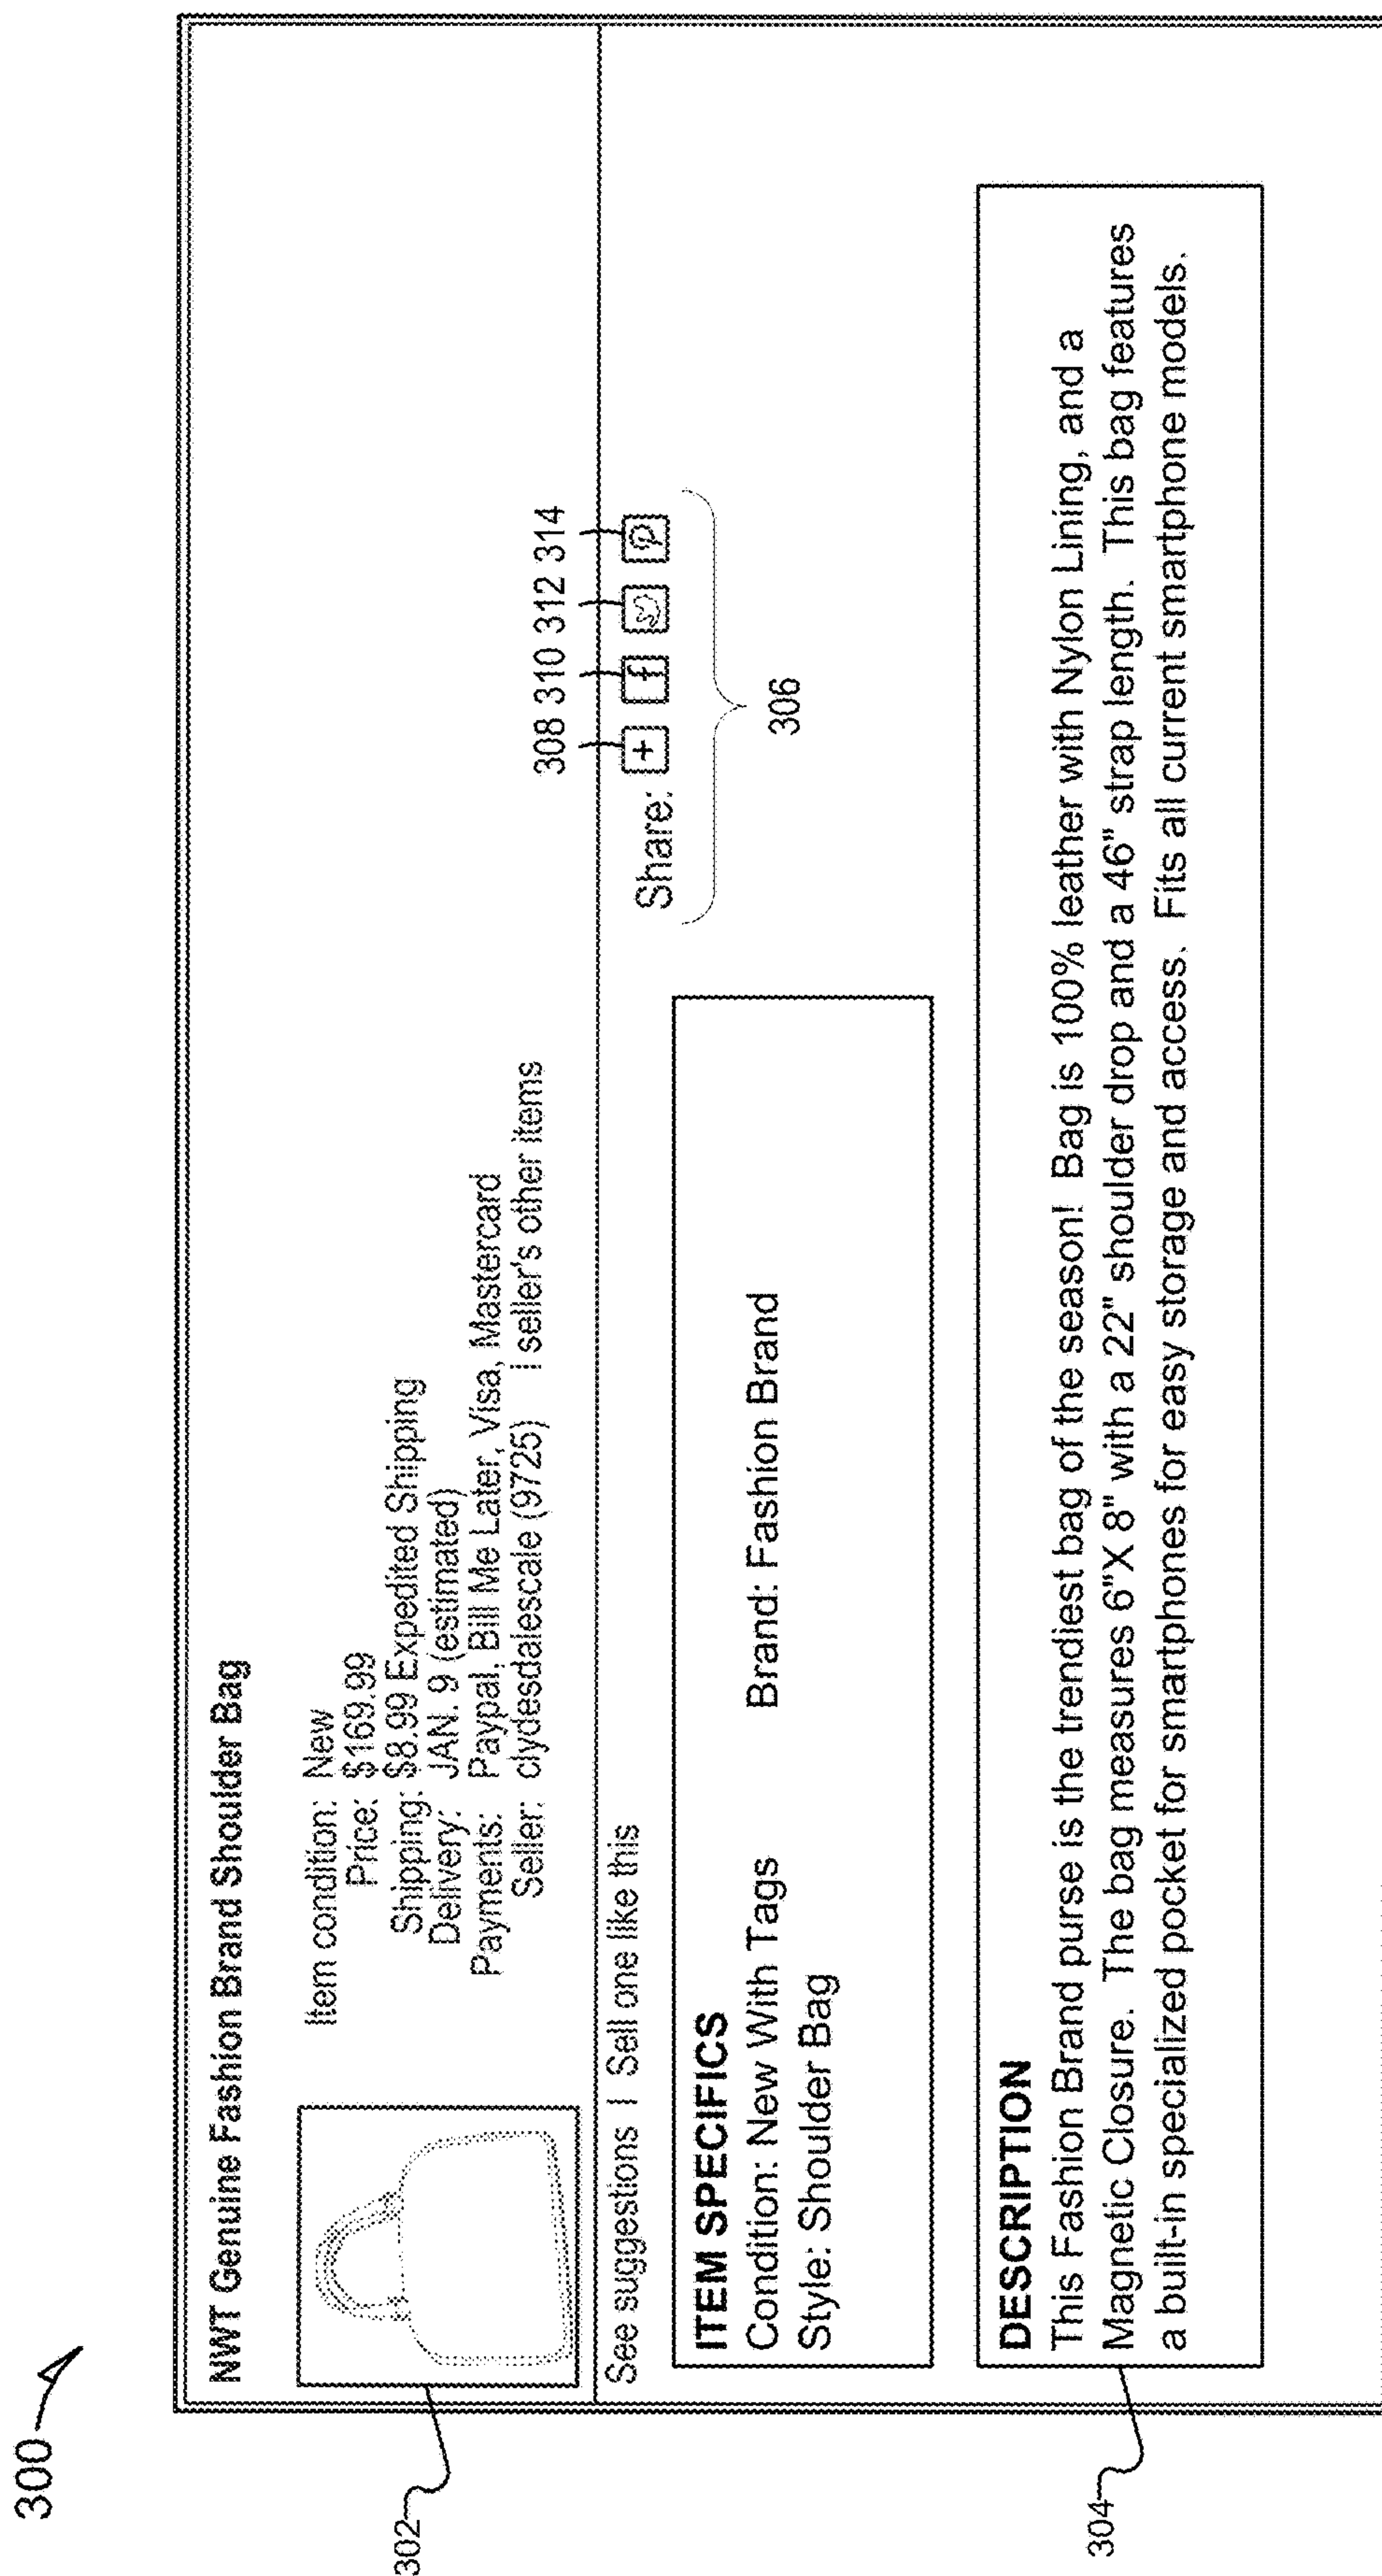 300
NWT Genuine Fashion Brand Shoulder Bag
302
Item condition: New
Price: $169.99
Shipping: $8.99 Expedited Shipping
Delivery: JAN. 9 (estimated)
Payments: Paypal, Bill Me Later, Visa, Mastercard
Seller: clydesdalescale (9725) | seller's other items
308 310 312 314
See suggestions | Sell one like this
Share: + f
306
ITEM SPECIFICS
Condition: New With Tags Brand: Fashion Brand
Style: Shoulder Bag
304
DESCRIPTION
This Fashion Brand purse is the trendiest bag of the season! Bag is 100% leather with Nylon Lining, and a
Magnetic Closure. The bag measures 6"X 8" with a 22" shoulder drop and a 46" strap length. This bag features
a built-in specialized pocket for smartphones for easy storage and access. Fits all current smartphone models.